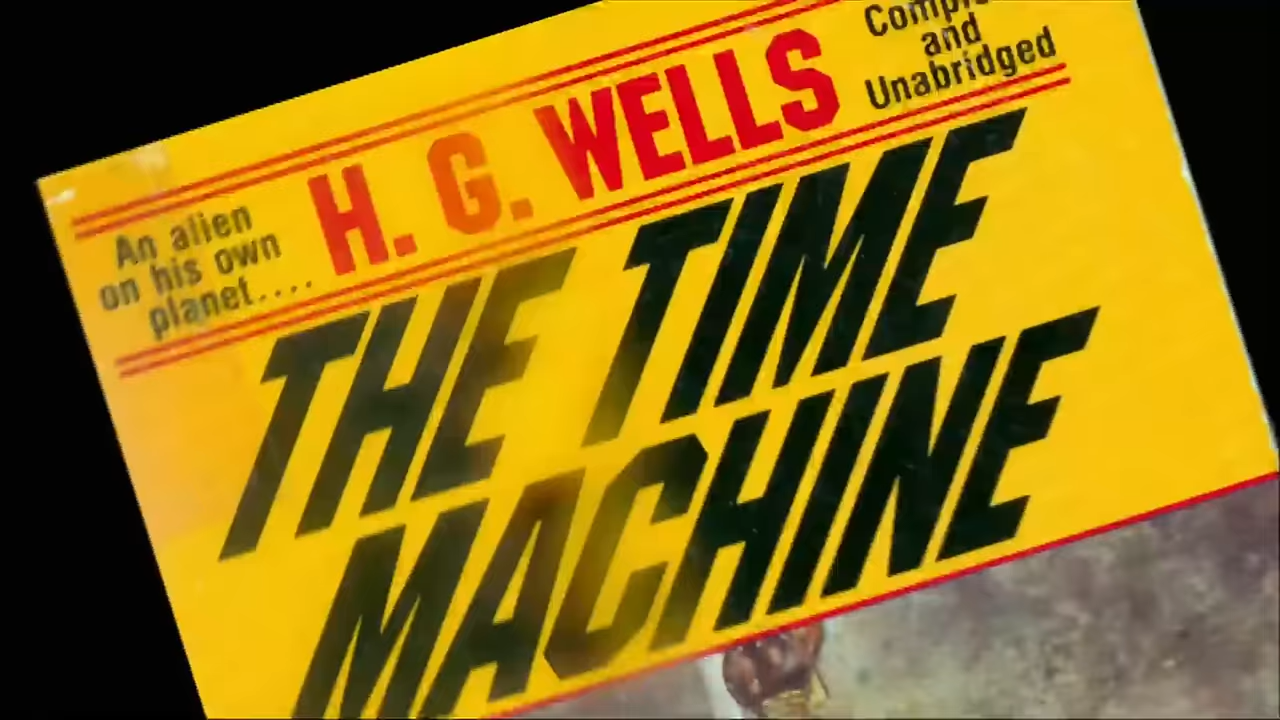 H. G. WELLS
An alien
on his own
planet....
and
Unabridged
THE TIME
MACHINE